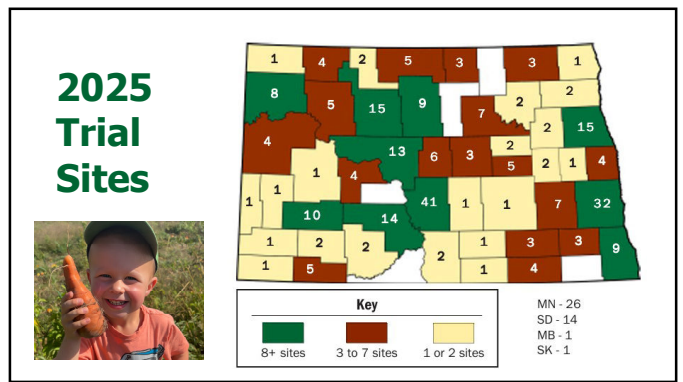 2025
Trial
Sites
1 4 2 5 3 3 1
8 5 15 9 7 2 2
2 15
4 13 6 3 2
5 2 1 4
1 4
1 1 41 1 1 7 32
10 14
1 2 2 2 1 3 3 9
1 5 1 4
Key
8+ sites 3 to 7 sites 1 or 2 sites
MN - 26
SD - 14
MB - 1
SK - 1